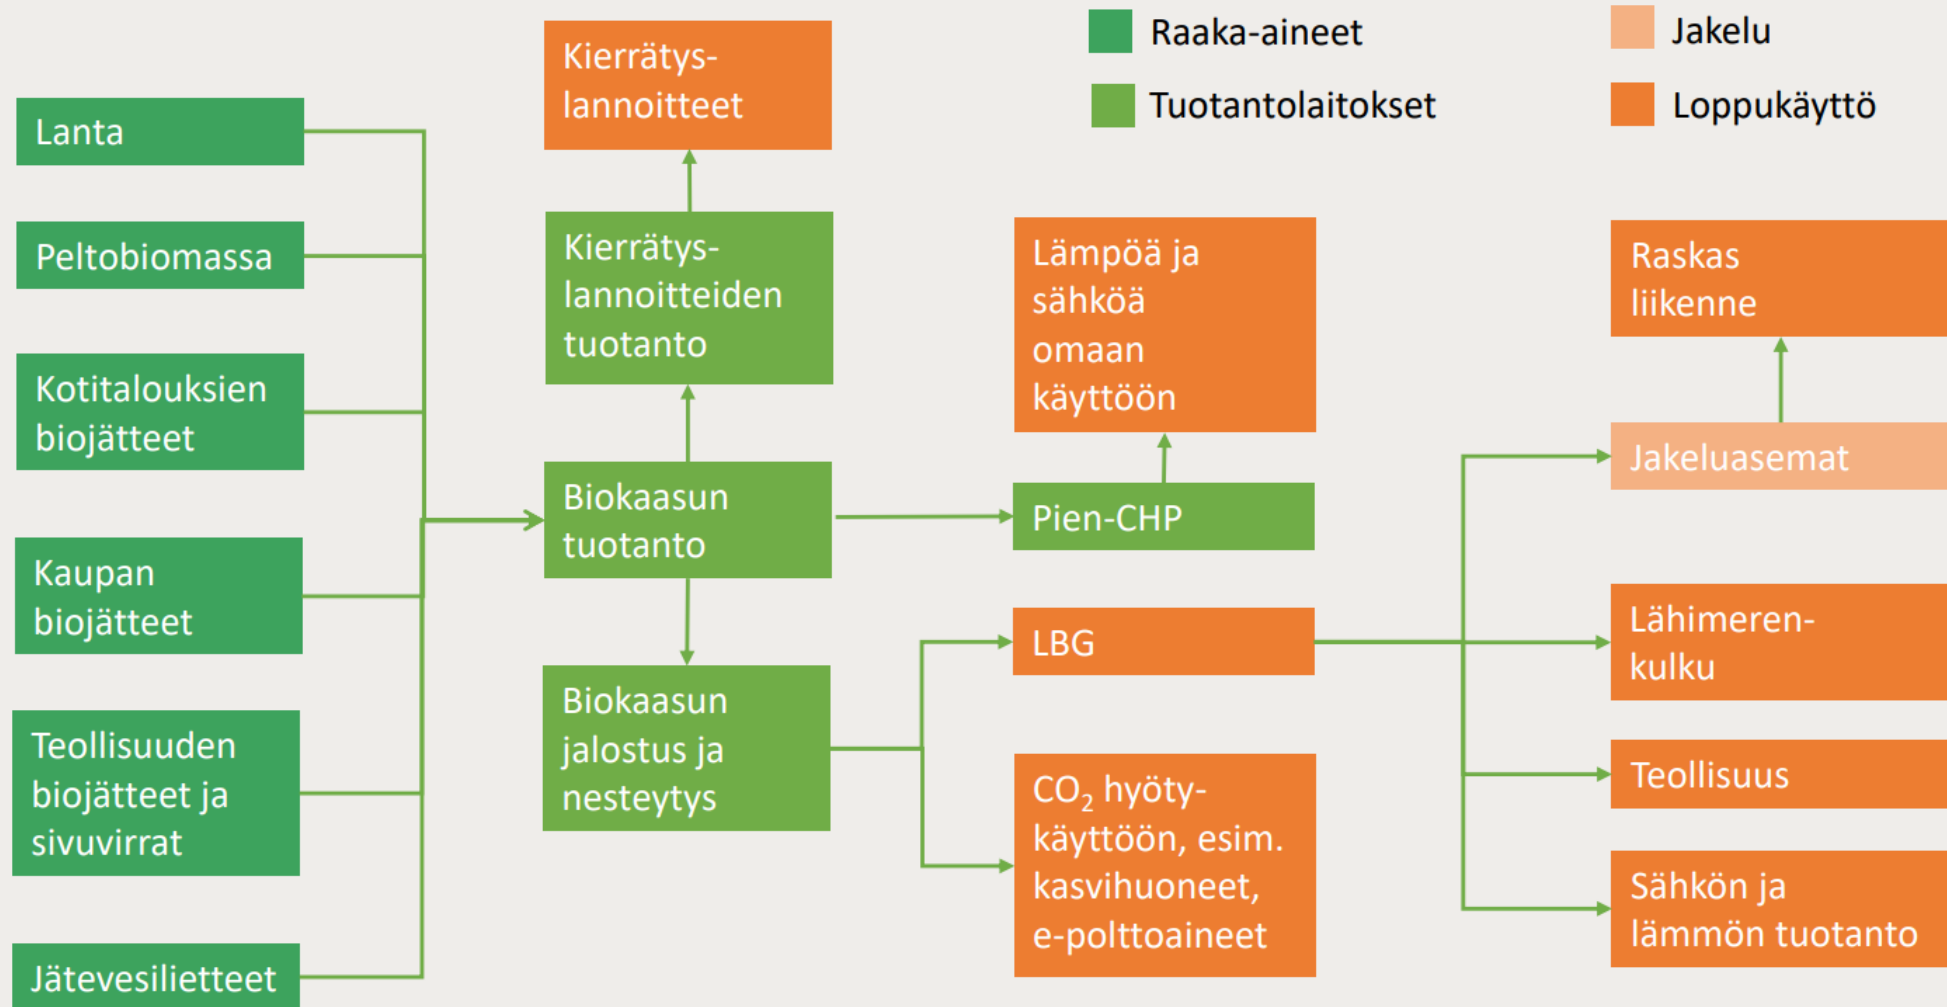 Raaka-aineet
Tuotantolaitokset
Jakelu
Loppukäyttö
Lanta
Peltobiomassa
Kotitalouksien
biojätteet
Kaupan
biojätteet
Teollisuuden
biojätteet ja
sivuvirrat
Jätevesilietteet
Kierrätys-
lannoitteet
Kierrätys-
lannoitteiden
tuotanto
Biokaasun
tuotanto
Biokaasun
jalostus ja
nesteytys
Lämpöä ja
sähköä
omaan
käyttöön
Pien-CHP
LBG
CO₂ hyöty-
käyttöön, esim.
kasvihuoneet,
e-polttoaineet
Raskas
liikenne
Jakeluasemat
Lähimeren-
kulku
Teollisuus
Sähkön ja
lämmön tuotanto